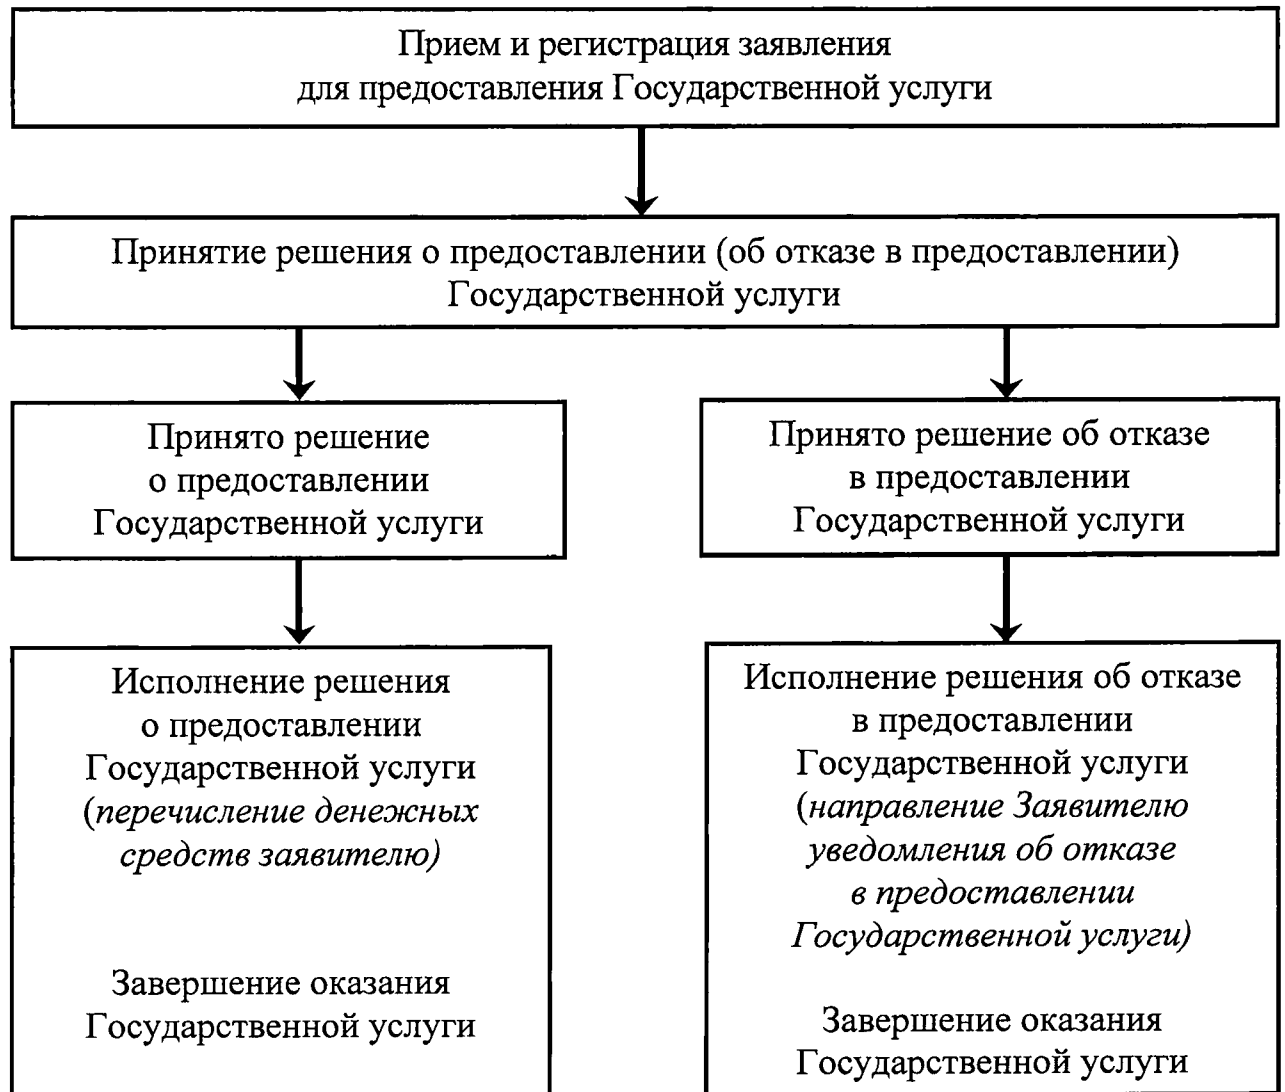 Прием и регистрация заявления
для предоставления Государственной услуги
Принятие решения о предоставлении (об отказе в предоставлении)
Государственной услуги
Принято решение
о предоставлении
Государственной услуги
Принято решение об отказе
в предоставлении
Государственной услуги
Исполнение решения
о предоставлении
Государственной услуги
(перечисление денежных
средств заявителю)
Завершение оказания
Государственной услуги
Исполнение решения об отказе
в предоставлении
Государственной услуги
(направление Заявителю
уведомления об отказе
в предоставлении
Государственной услуги)
Завершение оказания
Государственной услуги